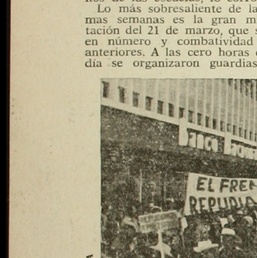 Lo más sobresaliente de la
mas semanas es la gran m
tación del 21 de marzo, que s
en número y combatividad
anteriores. A las cero horas
día se organizaron guardias
EL FREN
REPUDIA